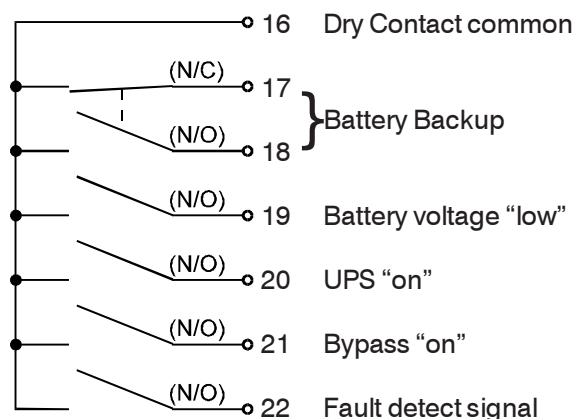 16 Dry Contact common
(N/C) 17
} Battery Backup
(N/O) 18
(N/O) 19 Battery voltage “low”
(N/O) 20 UPS “on”
(N/O) 21 Bypass “on”
(N/O) 22 Fault detect signal